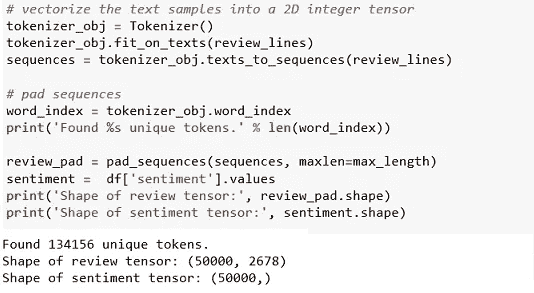 # vectorize the text samples into a 2D integer tensor
tokenizer_obj = Tokenizer()
tokenizer_obj.fit_on_texts(review_lines)
sequences = tokenizer_obj.texts_to_sequences(review_lines)
# pad sequences
word_index = tokenizer_obj.word_index
print('Found %s unique tokens.' % len(word_index))
review_pad = pad_sequences(sequences, maxlen=max_length)
sentiment =  df['sentiment'].values
print('Shape of review tensor:', review_pad.shape)
print('Shape of sentiment tensor:', sentiment.shape)
Found 134156 unique tokens.
Shape of review tensor: (50000, 2678)
Shape of sentiment tensor: (50000,)